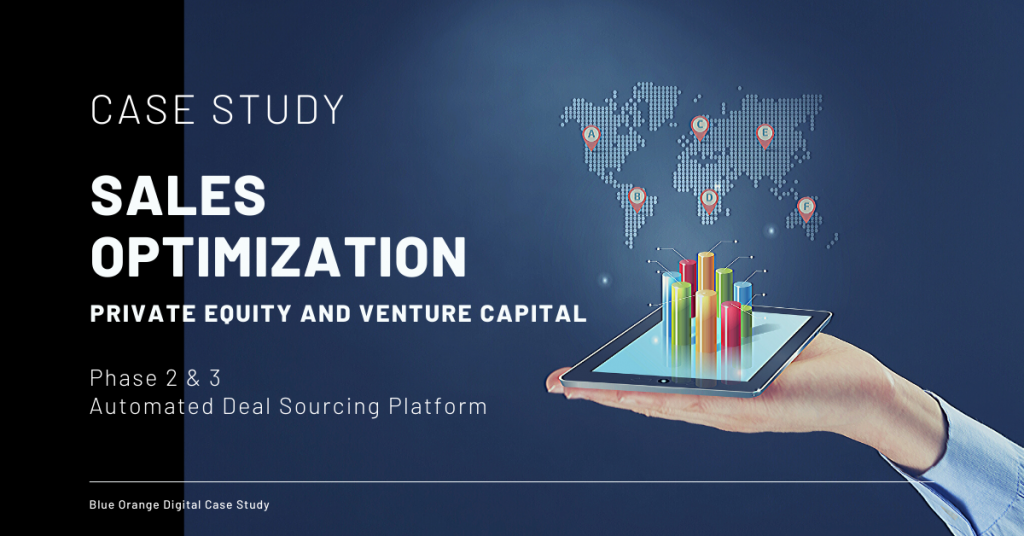 CASE STUDY
SALES
OPTIMIZATION
PRIVATE EQUITY AND VENTURE CAPITAL
Phase 2 & 3
Automated Deal Sourcing Platform
Blue Orange Digital Case Study
A
B
C
D
E
F